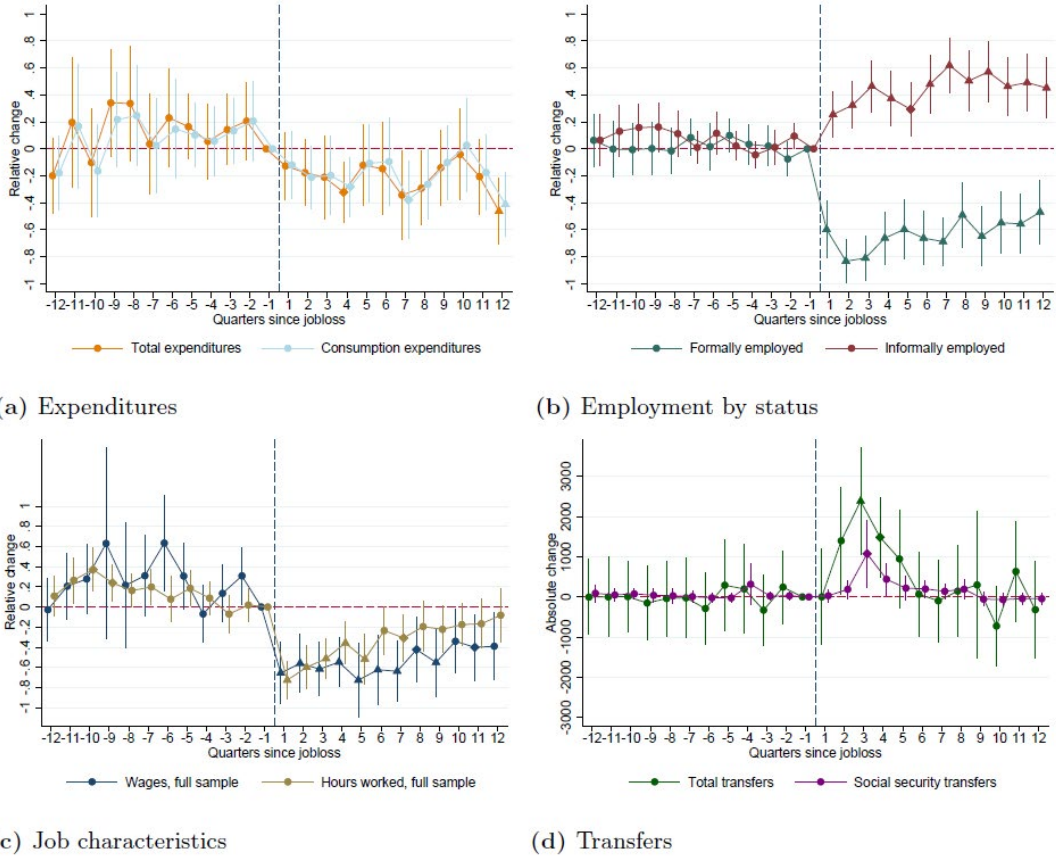 1
.8
.6
.4
.2
0
-.2
-.4
-.6
-.8
-1
Relative change
-12 -11 -10 -9 -8 -7 -6 -5 -4 -3 -2 -1 1 2 3 4 5 6 7 8 9 10 11 12
Quarters since jobloss
Total expenditures Consumption expenditures
(a) Expenditures
1
.8
.6
.4
.2
0
-.2
-.4
-.6
-.8
-1
Relative change
-12 -11 -10 -9 -8 -7 -6 -5 -4 -3 -2 -1 1 2 3 4 5 6 7 8 9 10 11 12
Quarters since jobloss
Formally employed Informally employed
(b) Employment by status
1
.8
.6
.4
.2
0
-.2
-.4
-.6
-.8
-1
Relative change
-12 -11 -10 -9 -8 -7 -6 -5 -4 -3 -2 -1 1 2 3 4 5 6 7 8 9 10 11 12
Quarters since jobloss
Wages, full sample Hours worked, full sample
c) Job characteristics
3000
2000
1000
0
-1000
-2000
-3000
Absolute change
-12 -11 -10 -9 -8 -7 -6 -5 -4 -3 -2 -1 1 2 3 4 5 6 7 8 9 10 11 12
Quarters since jobloss
Total transfers Social security transfers
(d) Transfers